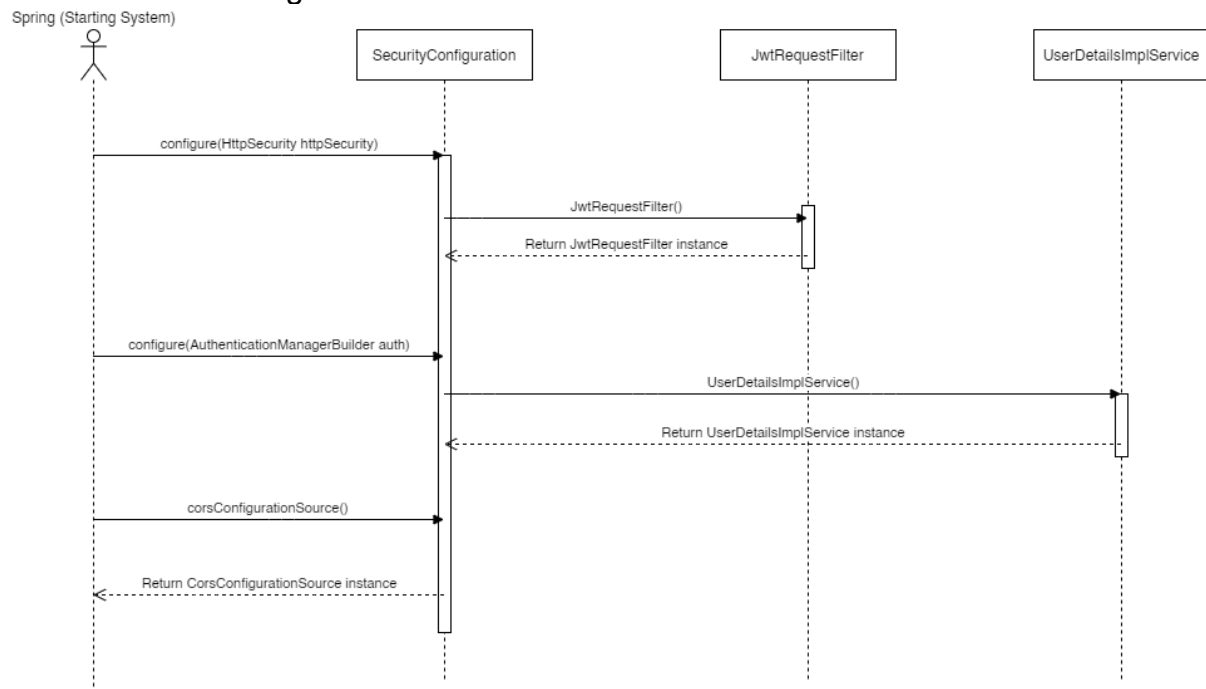 Spring (Starting System)
SecurityConfiguration
JwtRequestFilter
UserDetailsImplService
configure(HttpSecurity httpSecurity)
JwtRequestFilter()
Return JwtRequestFilter instance
configure(AuthenticationManagerBuilder auth)
UserDetailsImplService()
Return UserDetailsImplService instance
corsConfigurationSource()
Return CorsConfigurationSource instance